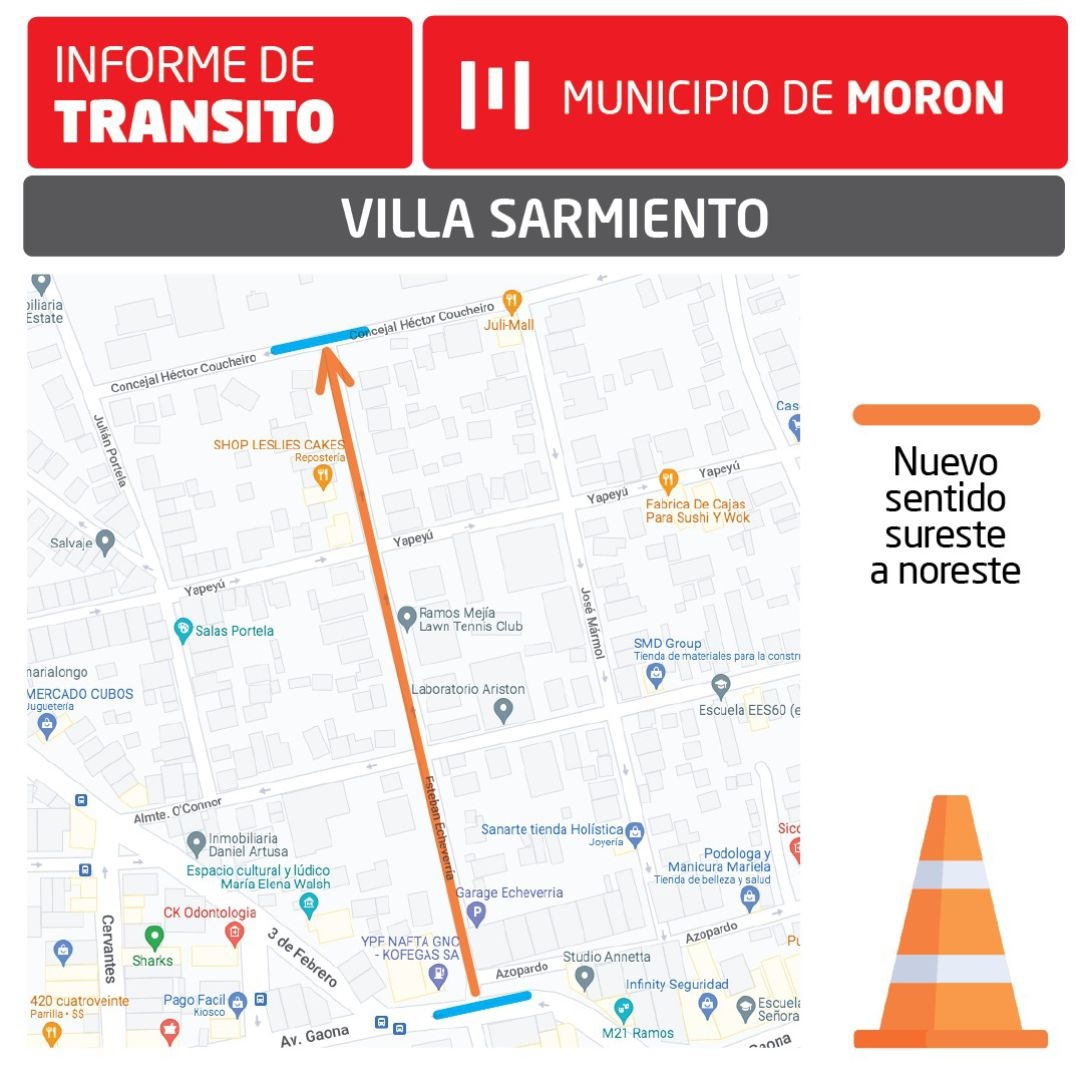 INFORME DE
TRANSITO
MUNICIPIO DE MORON
VILLA SARMIENTO
biliaria
Estate
Concejal Héctor Coucheiro
Juli-Mall
Concejal Héctor Coucheiro
Julián Portela
SHOP LESLIES CAKES
Repostería
Cas
Yapeyú
Yapeyú
Fabrica De Cajas
Para Sushi Y Wok
Salvaje
Yapeyú
Yapeyú
Ramos Mejía
Lawn Tennis Club
José Mármol
Salas Portela
SMD Group
Tienda de materiales para la constru
marialongo
MERCADO CUBOS
Juguetería
Laboratorio Ariston
Escuela EES60 (e
Almte. O'Connor
Esteban Echeverría
Inmobiliaria
Daniel Artusa
Sanarte tienda Holística
Joyería
Sico
Espacio cultural y lúdico
María Elena Walsh
Podologa y
Manicura Mariela
Tienda de belleza y salud
Garage Echeverria
CK Odontologia
Cervantes
Sharks
3 de Febrero
YPF NAFTA GNC
- KOFEGAS SA
Azopardo
Azopardo
Pu
Studio Annetta
Infinity Seguridad
420 cuatroveinte
Parrilla • $$
Pago Facil
Kiosco
Escuela
Señora
M21 Ramos
Av. Gaona
Gaona
Nuevo
sentido
sureste
a noreste